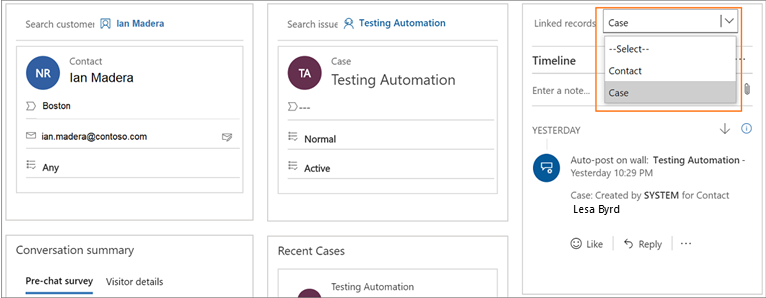 Search customer Ian Madera
NR
Contact
Ian Madera
Boston
ian.madera@contoso.com
Any
Conversation summary
Pre-chat survey Visitor details
Search issue Testing Automation
TA
Case
Testing Automation
---
Normal
Active
Recent Cases
Testing Automation
Linked records Case
--Select--
Contact
Case
Timeline ...
Enter a note...
YESTERDAY
Auto-post on wall: Testing Automation -
Yesterday 10:29 PM
Case: Created by SYSTEM for Contact
Lesa Byrd
Like Reply ...